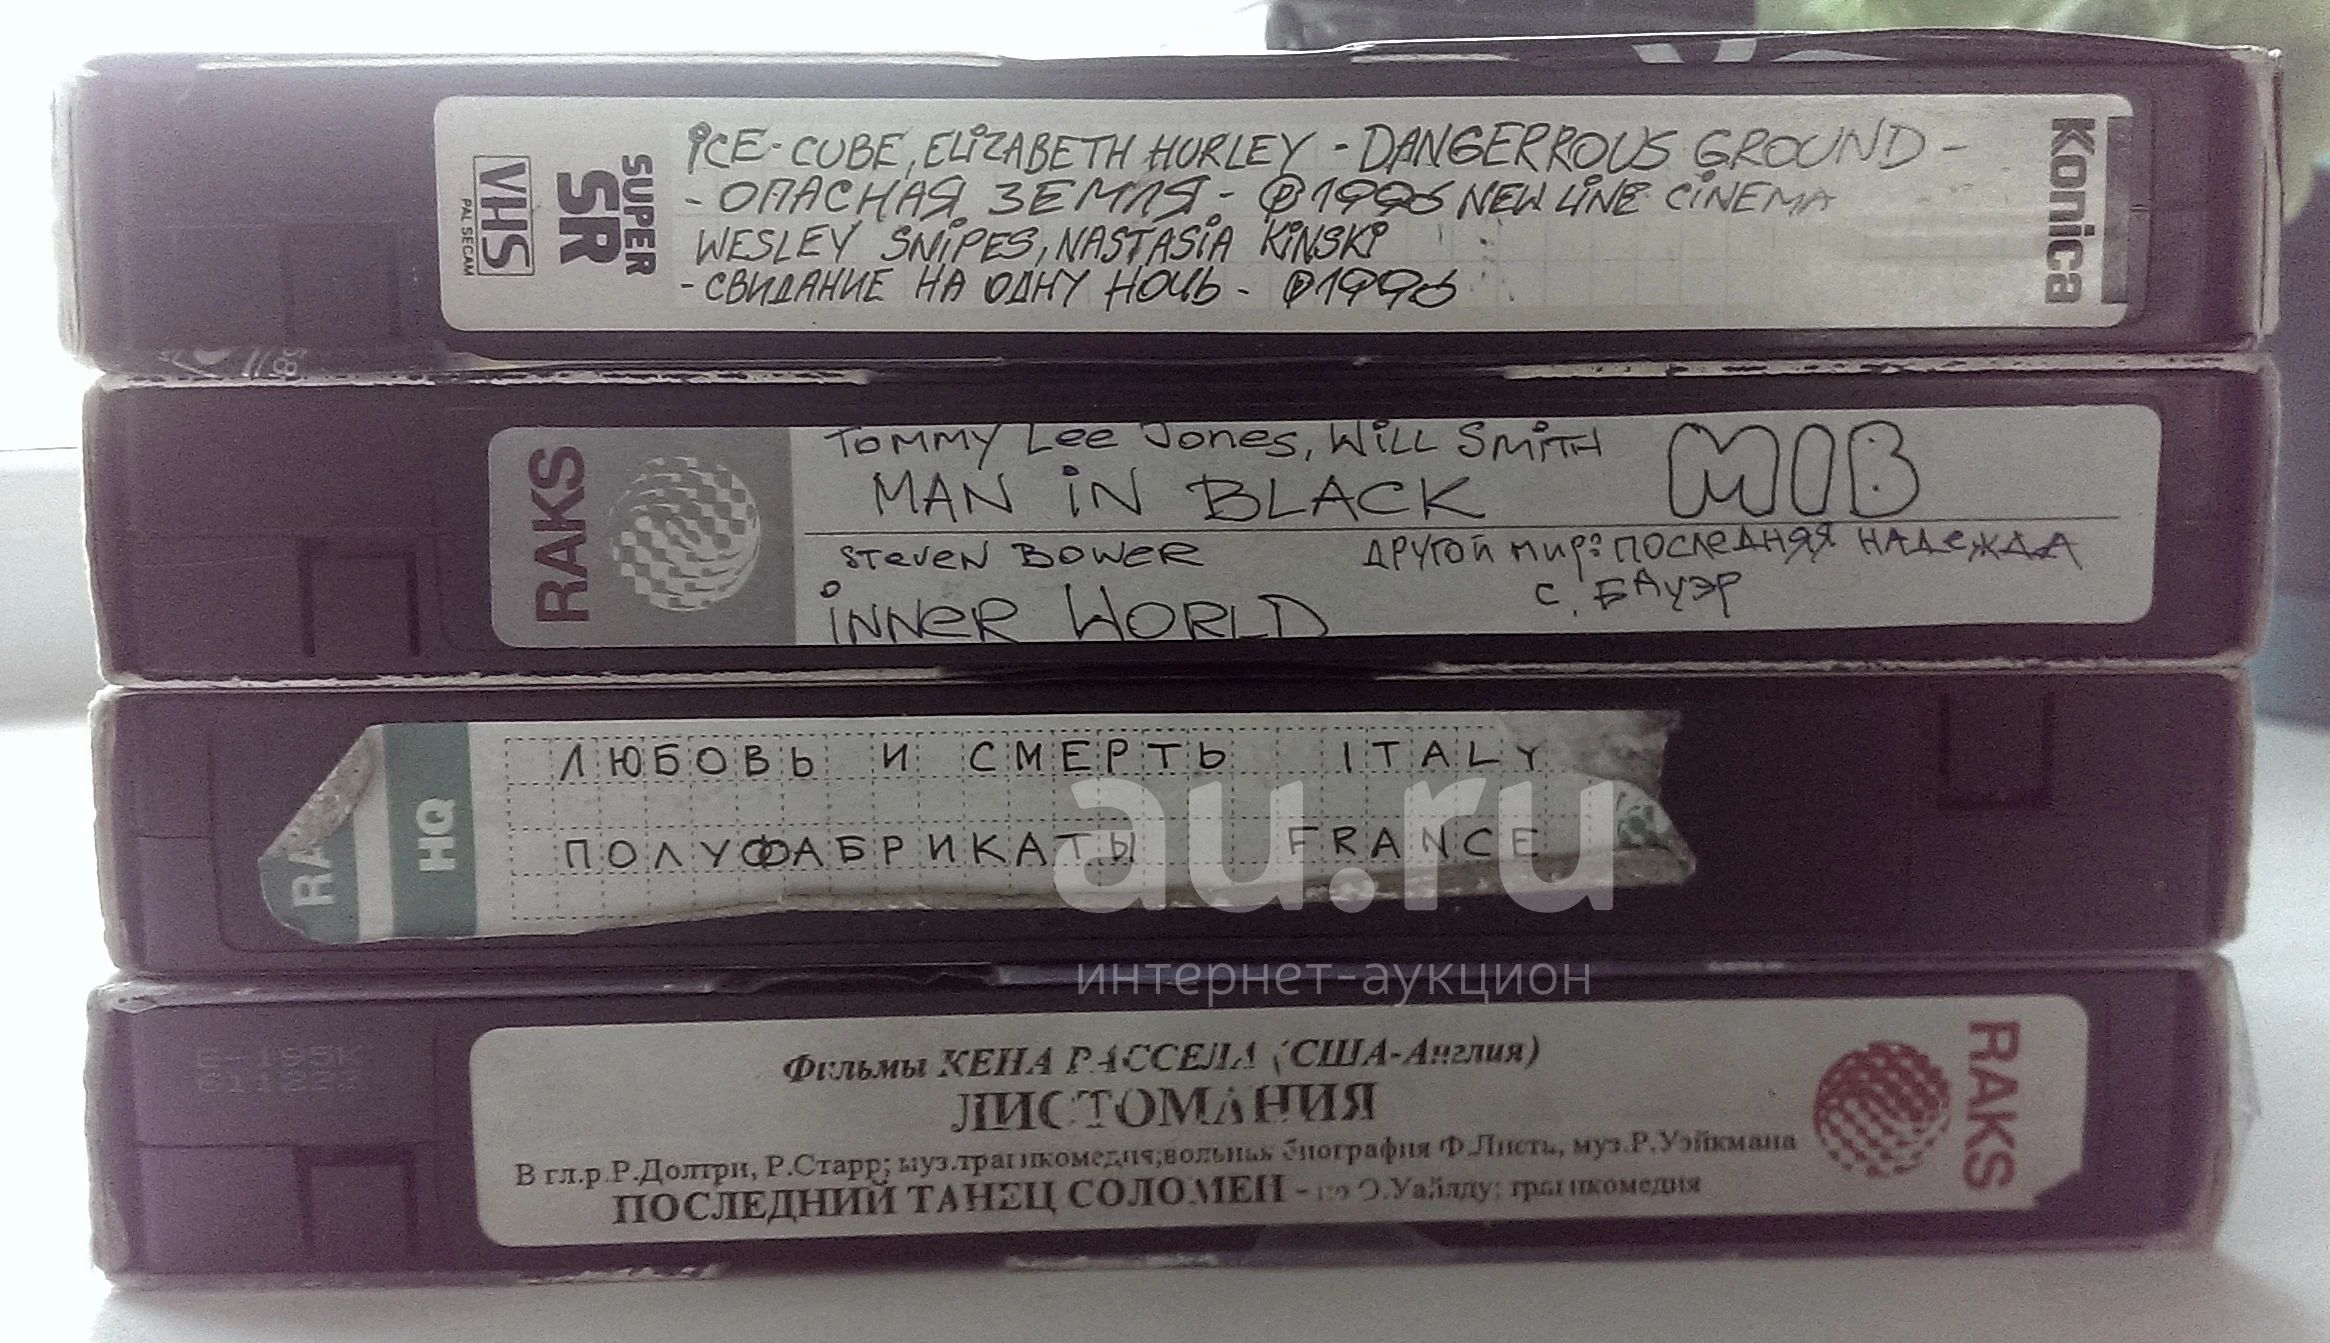 iCE-CUBE, ELiZABETH HURLEY - DANGERROUS GROUND -
- ОПАСНАЯ ЗЕМЛЯ - ℗1996 NEW LiNE CiNEMA
WESLEY SNiPES, NASTASiA KiNSKi
- СВИДАНИЕ НА ОДНУ НОЧЬ - ℗1996
SUPER
SR
VHS
PAL SECAM
Konica
RAKS
Tommy Lee Jones, Will Smith
MAN iN BLACK
MIB
Steven Bower
iNNeR WORLD
другой мир: последняя надежда
С. БАУЭР
RA
HQ
ЛЮБОВЬ И СМЕРТЬ ITALY
ПОЛУФАБРИКАТЫ FRANCE
au.ru
интернет-аукцион
Фильмы КЕНА РАССЕЛА (США-Англия)
ЛИСТОМАНИЯ
В гл.р.Р.Долтри, Р.Старр; муз.трагикомедия;вольная биография Ф.Листь, муз.Р.Уэйкмана
ПОСЛЕДНИЙ ТАНЕЦ СОЛОМЕИ - по О.Уайлду; трагикомедия
RAKS